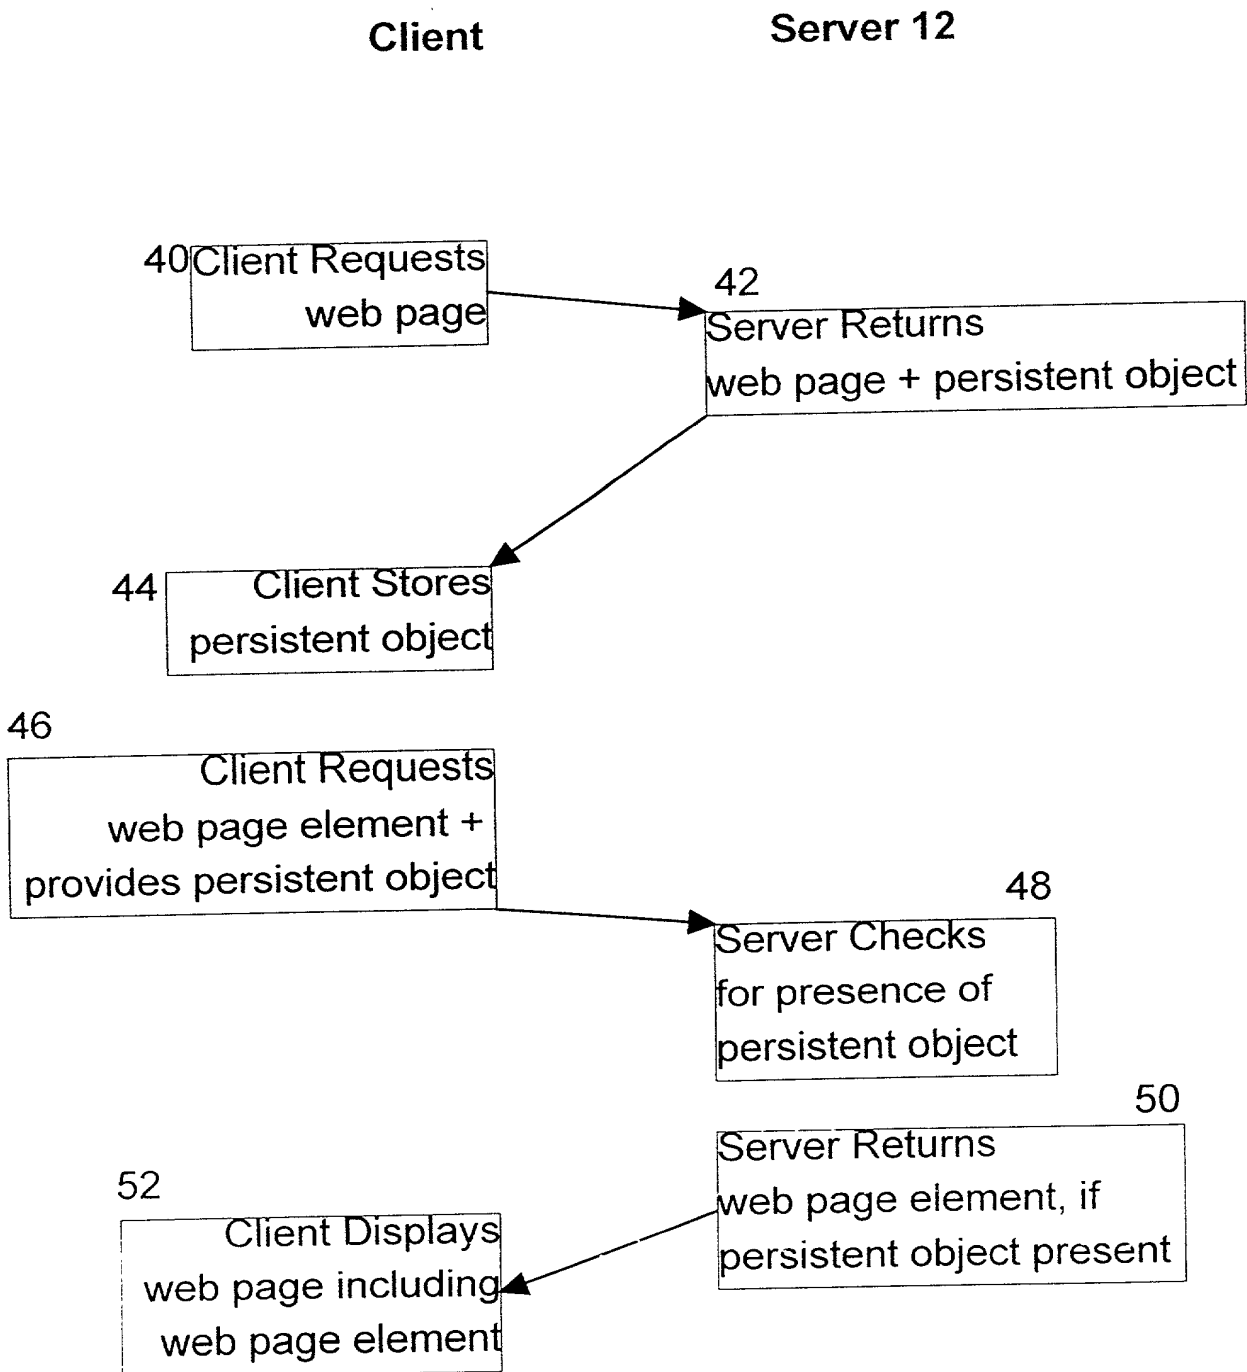 Client
Server 12
40
Client Requests
web page
42
Server Returns
web page + persistent object
44
Client Stores
persistent object
46
Client Requests
web page element +
provides persistent object
48
Server Checks
for presence of
persistent object
50
Server Returns
web page element, if
persistent object present
52
Client Displays
web page including
web page element